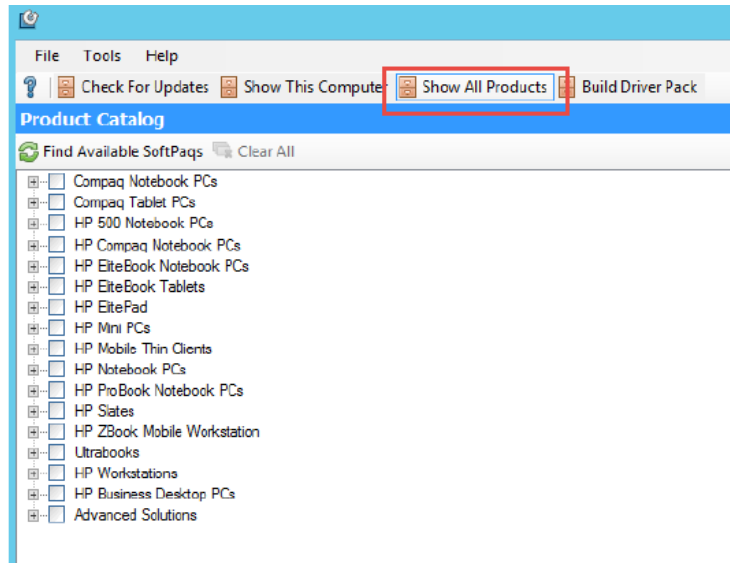 File Tools Help
Check For Updates Show This Computer Show All Products Build Driver Pack
Product Catalog
Find Available SoftPaqs Clear All
Compaq Notebook PCs
Compaq Tablet PCs
HP 500 Notebook PCs
HP Compaq Notebook PCs
HP EliteBook Notebook PCs
HP EliteBook Tablets
HP ElitePad
HP Mini PCs
HP Mobile Thin Clients
HP Notebook PCs
HP ProBook Notebook PCs
HP Slates
HP ZBook Mobile Workstation
Ultrabooks
HP Workstations
HP Business Desktop PCs
Advanced Solutions